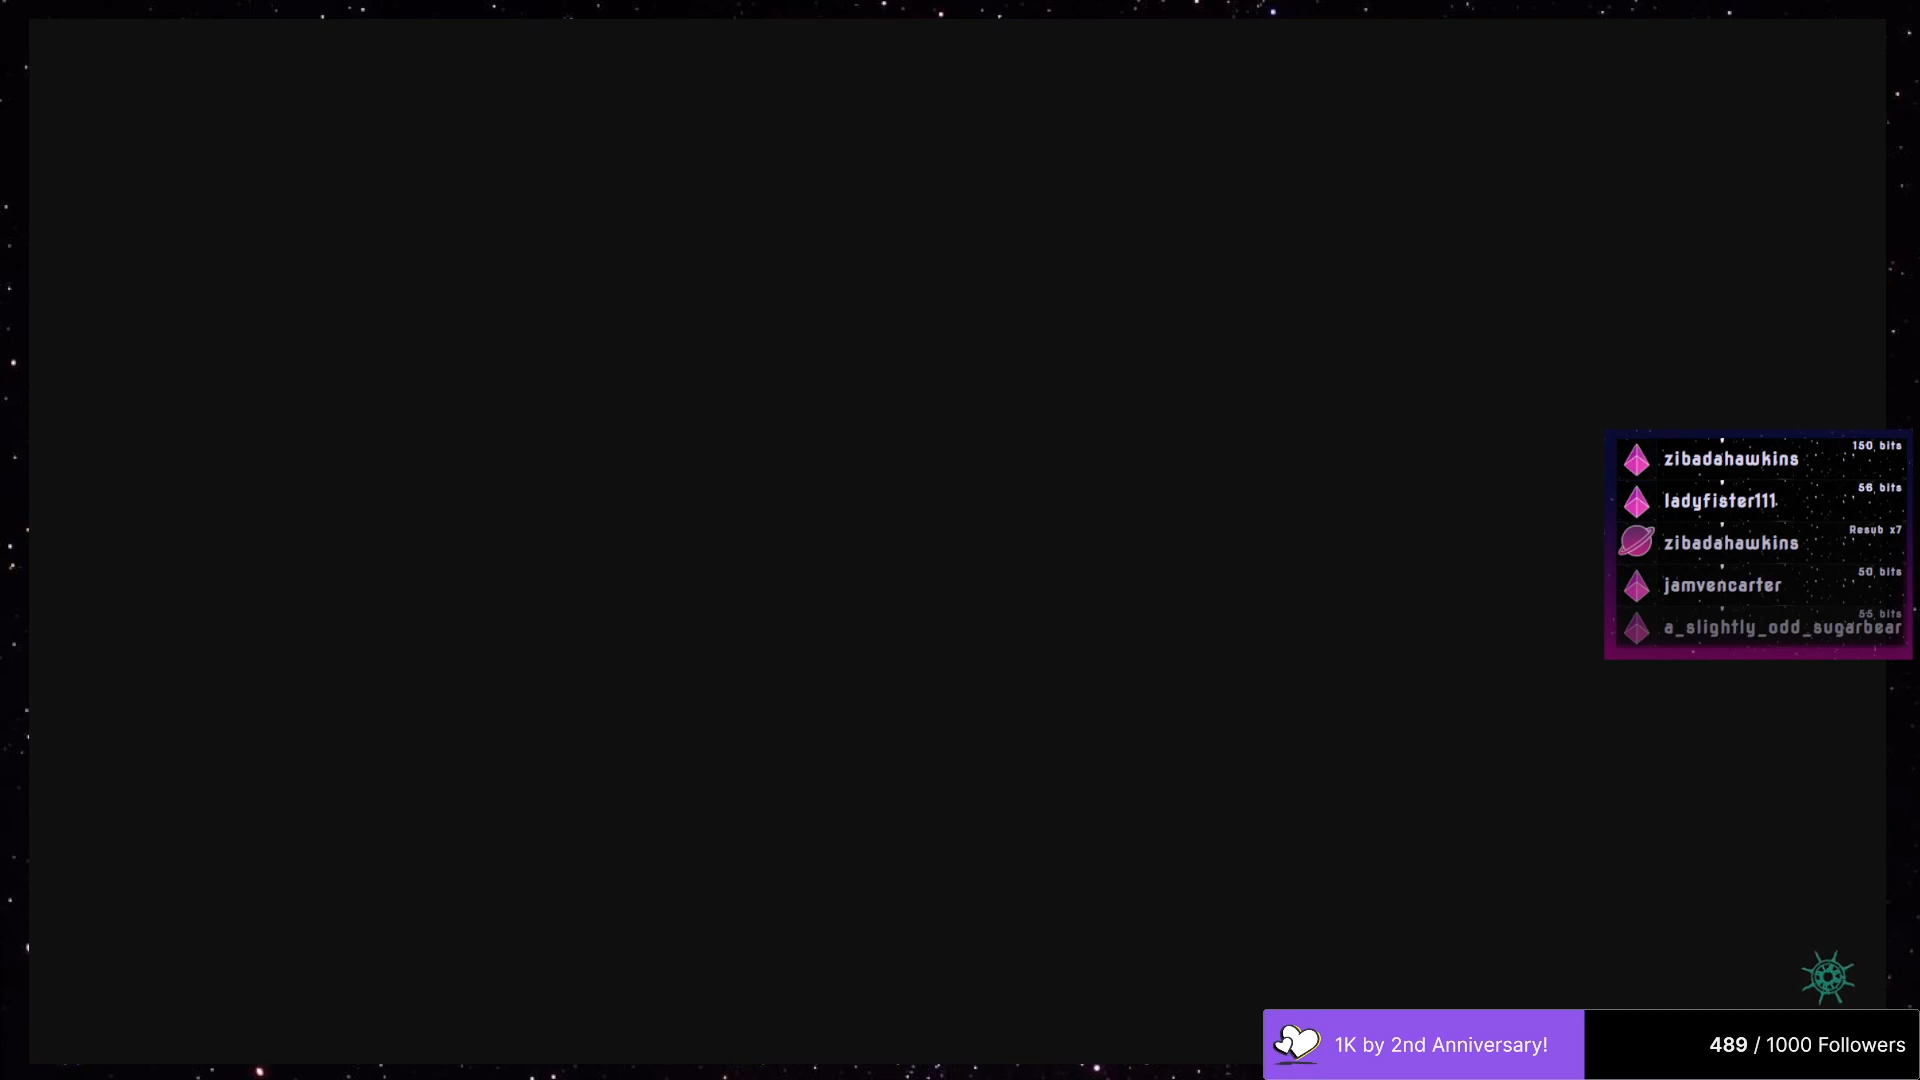 150 bits
zibadahawkins
56 bits
ladyfister111
Resub x7
zibadahawkins
50 bits
jamvencarter
55 bits
a_slightly_odd_sugarbear
1K by 2nd Anniversary!
489 / 1000 Followers